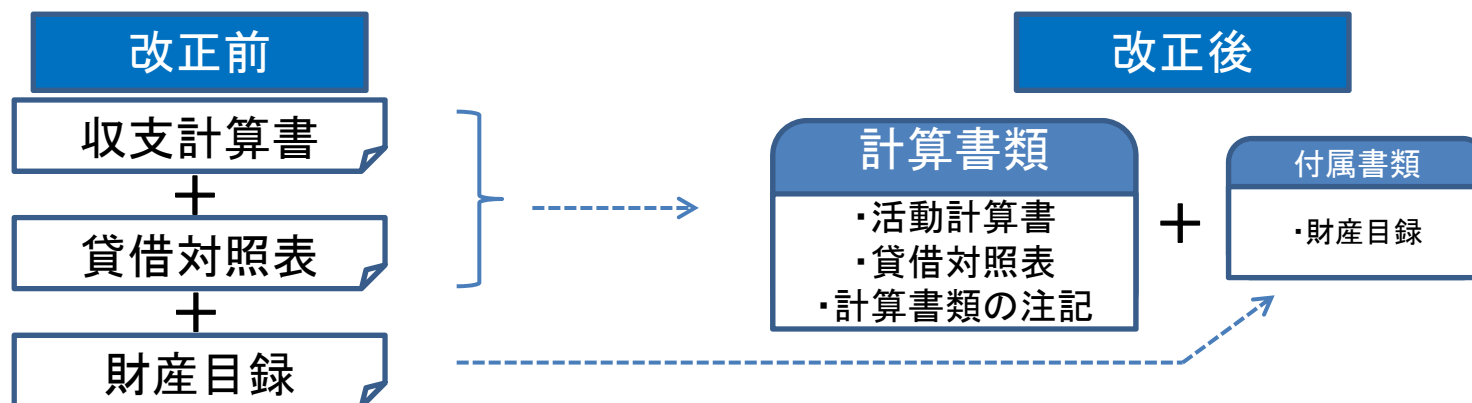 改正前
収支計算書
+
貸借対照表
+
財産目録
改正後
計算書類
・活動計算書
・貸借対照表
・計算書類の注記
+
付属書類
・財産目録